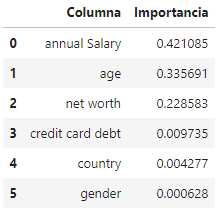 Columna Importancia
0 annual Salary 0.421085
1 age 0.335691
2 net worth 0.228583
3 credit card debt 0.009735
4 country 0.004277
5 gender 0.000628